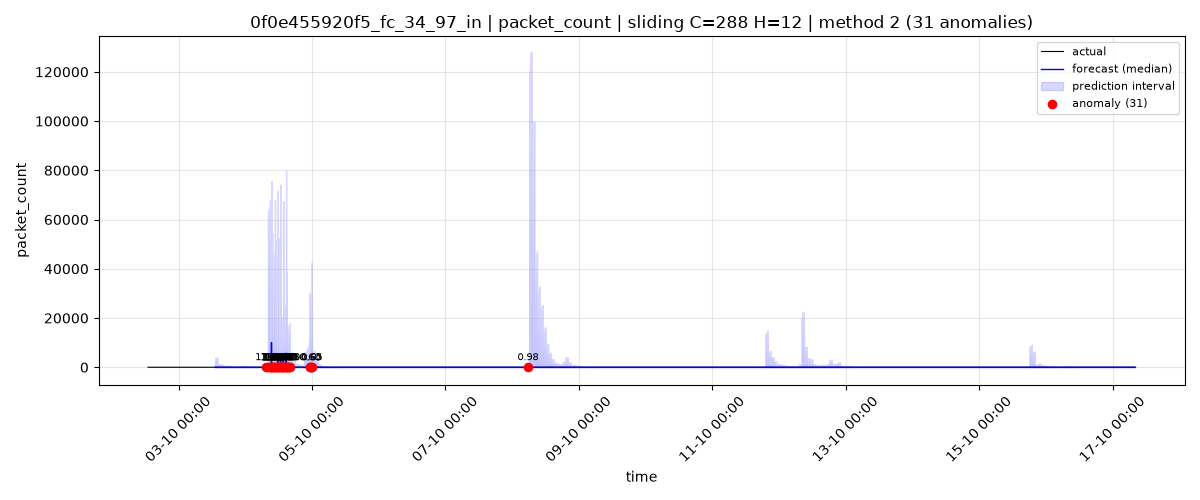 0f0e455920f5_fc_34_97_in | packet_count | sliding C=288 H=12 | method 2 (31 anomalies)
actual
forecast (median)
prediction interval
anomaly (31)
packet_count
120000
100000
80000
60000
40000
20000
0
0.98
03-10 00:00
05-10 00:00
07-10 00:00
09-10 00:00
11-10 00:00
13-10 00:00
15-10 00:00
17-10 00:00
time